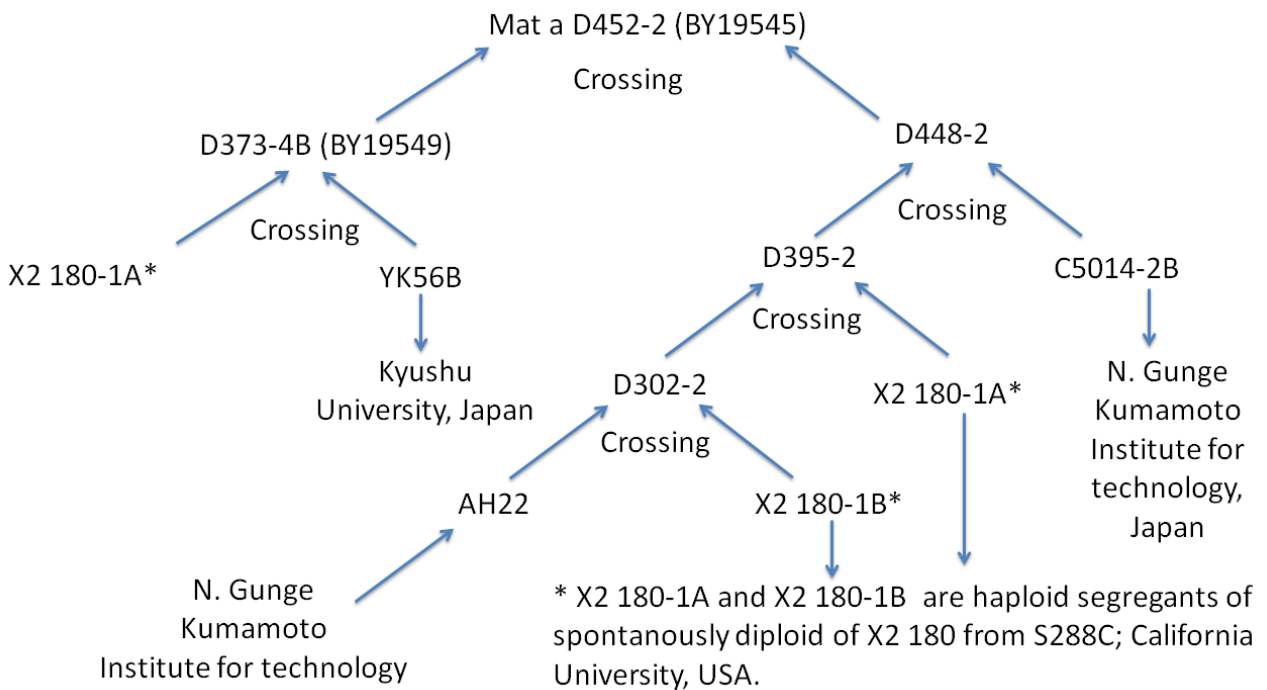 Mat a D452-2 (BY19545)
Crossing
D373-4B (BY19549)
D448-2
Crossing
Crossing
X2 180-1A*
YK56B
D395-2
C5014-2B
Crossing
Kyushu
University, Japan
D302-2
X2 180-1A*
N. Gunge
Kumamoto
Institute for
technology,
Japan
Crossing
AH22
X2 180-1B*
N. Gunge
Kumamoto
Institute for technology
* X2 180-1A and X2 180-1B  are haploid segregants of
spontanously diploid of X2 180 from S288C; California
University, USA.